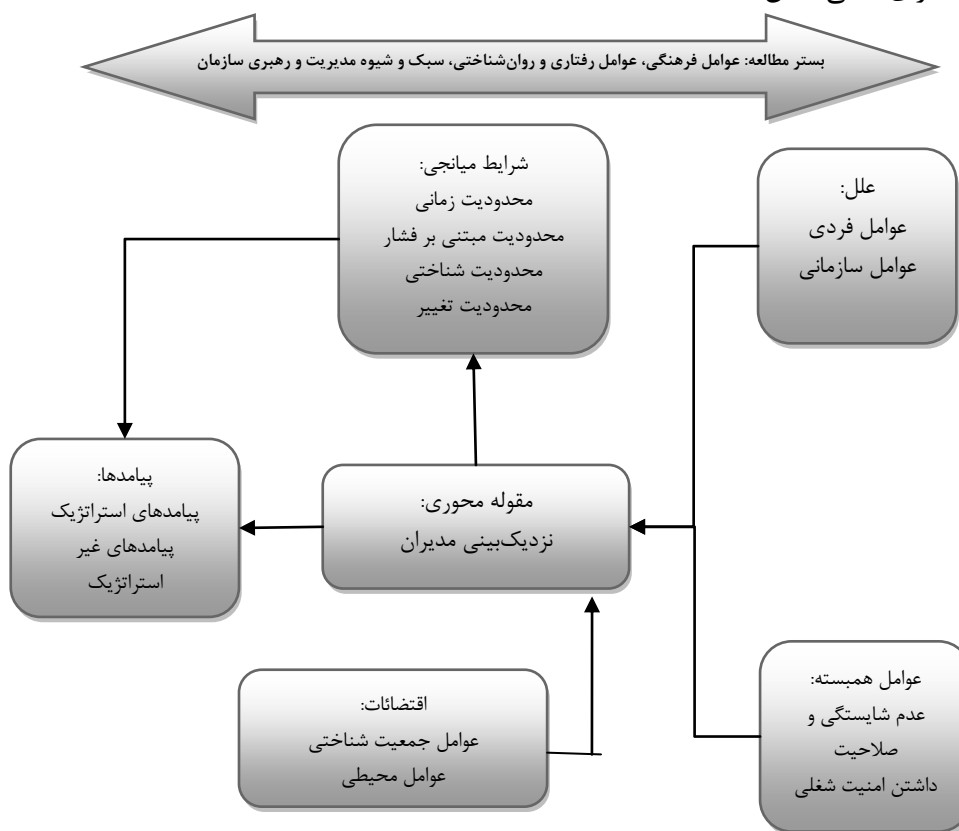 بستر مطالعه: عوامل فرهنگی، عوامل رفتاری و روان‌شناختی، سبک و شیوه مدیریت و رهبری سازمان
شرایط میانجی:
محدودیت زمانی
محدودیت مبتنی بر فشار
محدودیت شناختی
محدودیت تغییر
علل:
عوامل فردی
عوامل سازمانی
پیامدها:
پیامدهای استراتژیک
پیامدهای غیر
استراتژیک
مقوله محوری:
نزدیک‌بینی مدیران
اقتضائات:
عوامل جمعیت شناختی
عوامل محیطی
عوامل همبسته:
عدم شایستگی و
صلاحیت
داشتن امنیت شغلی